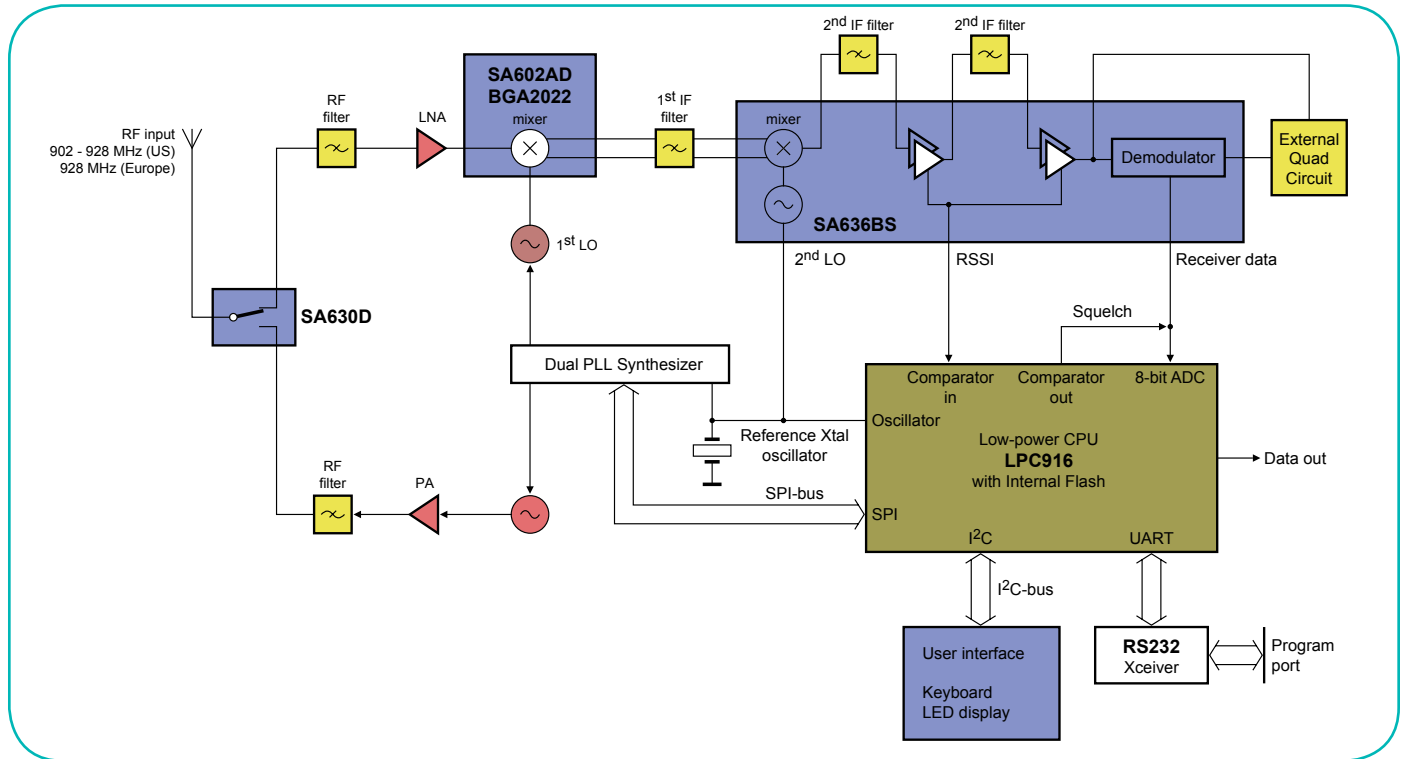 2nd IF filter
2nd IF filter
SA602AD
BGA2022
mixer
RF
filter
LNA
1st IF
filter
mixer
RF input
902 - 928 MHz (US)
928 MHz (Europe)
Demodulator
External
Quad
Circuit
SA636BS
1st LO
2nd LO
RSSI
Receiver data
SA630D
Squelch
Dual PLL Synthesizer
Comparator
in
Comparator
out
8-bit ADC
Oscillator
Reference Xtal
oscillator
Low-power CPU
LPC916
with Internal Flash
Data out
RF
filter
PA
SPI-bus
SPI
I2C
UART
I2C-bus
User interface
Keyboard
LED display
RS232
Xceiver
Program
port